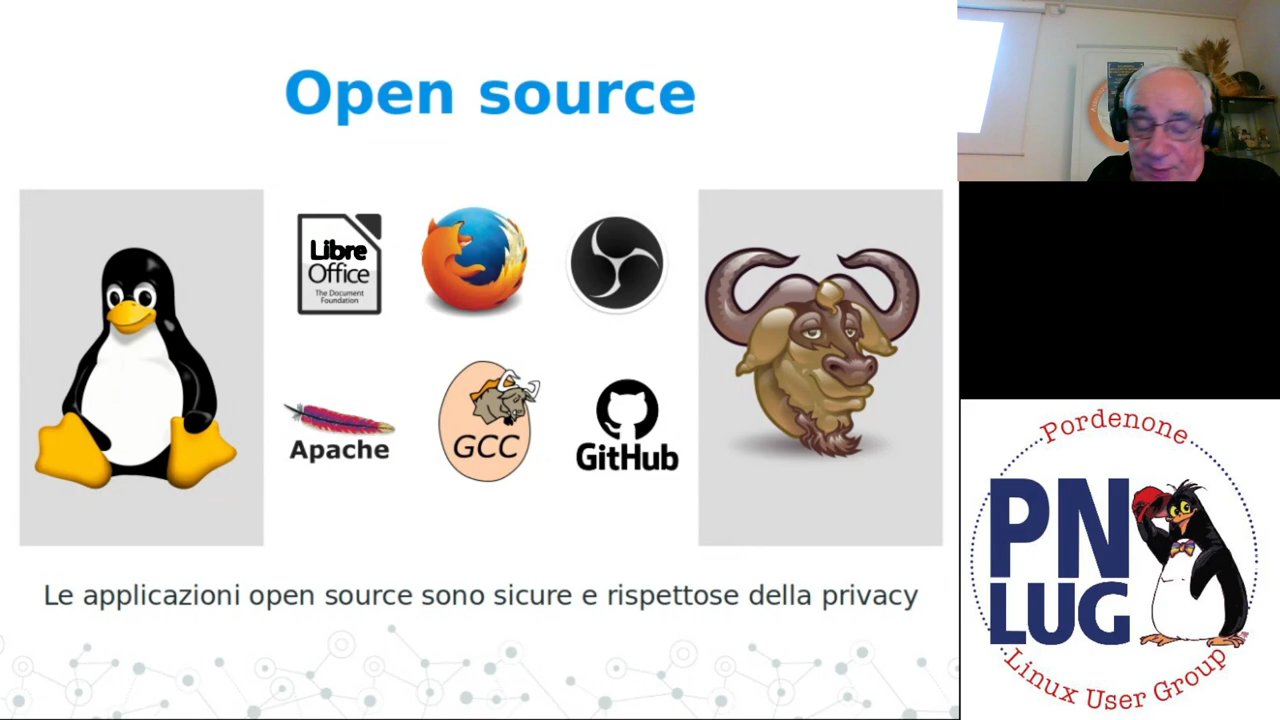 Open source
Libre
Office
The Document
Foundation
Apache
GCC
GitHub
Le applicazioni open source sono sicure e rispettose della privacy
Pordenone
PN
LUG
Linux User Group